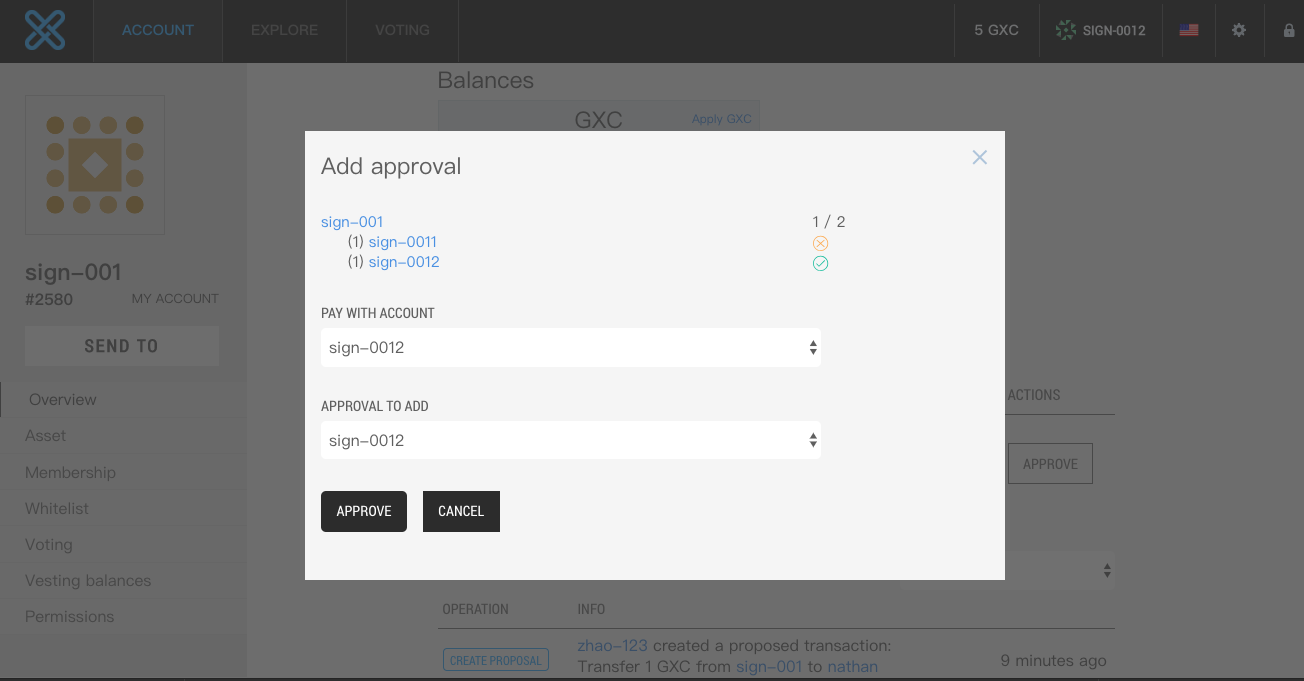 ACCOUNT
EXPLORE
VOTING
5 GXC
SIGN-0012
Balances
GXC
Apply GXC
sign-001
#2580
MY ACCOUNT
SEND TO
Overview
Asset
Membership
Whitelist
Voting
Vesting balances
Permissions
Add approval
sign-001
1 / 2
(1) sign-0011
(1) sign-0012
PAY WITH ACCOUNT
sign-0012
APPROVAL TO ADD
sign-0012
APPROVE
CANCEL
ACTIONS
APPROVE
OPERATION
INFO
CREATE PROPOSAL
zhao-123 created a proposed transaction:
Transfer 1 GXC from sign-001 to nathan
9 minutes ago